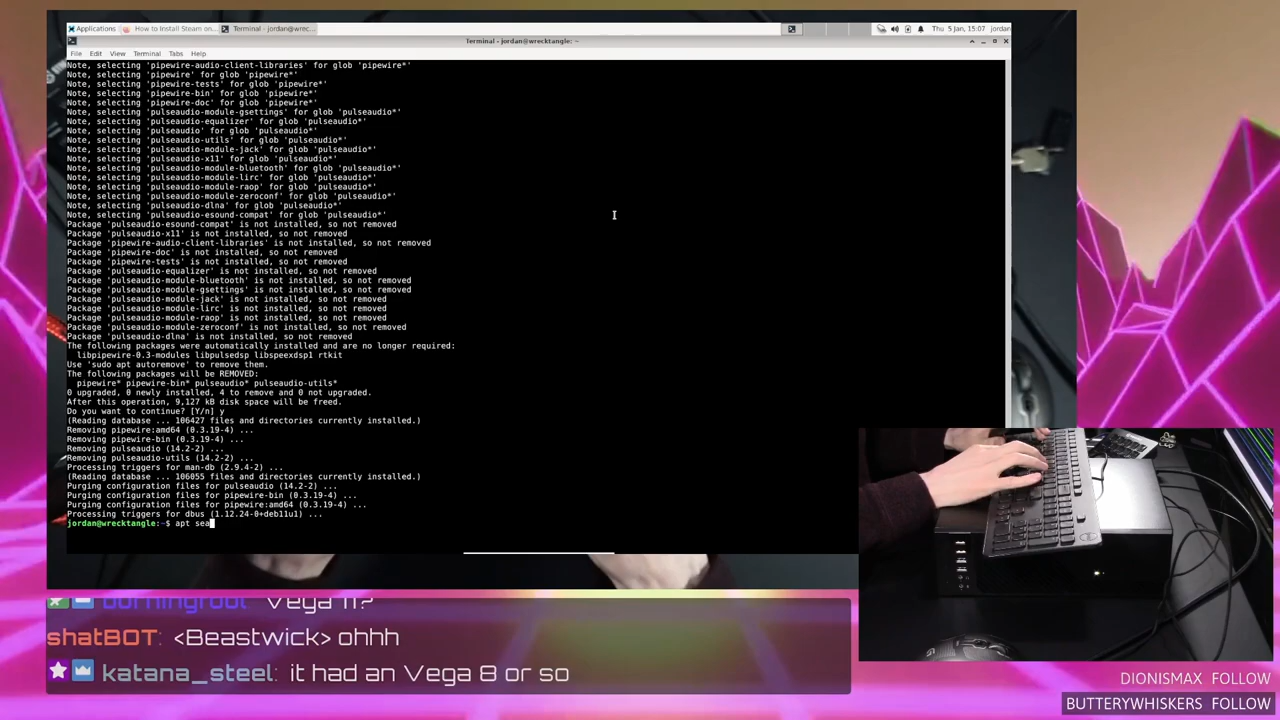 Applications
How to Install Steam on...
Terminal - jordan@wrec...
Thu 5 Jan, 15:07 jordan
Terminal - jordan@wrecktangle: ~
File Edit View Terminal Tabs Help
Note, selecting 'pipewire-audio-client-libraries' for glob 'pipewire*'
Note, selecting 'pipewire' for glob 'pipewire*'
Note, selecting 'pipewire-tests' for glob 'pipewire*'
Note, selecting 'pipewire-bin' for glob 'pipewire*'
Note, selecting 'pipewire-doc' for glob 'pipewire*'
Note, selecting 'pulseaudio-module-gsettings' for glob 'pulseaudio*'
Note, selecting 'pulseaudio-equalizer' for glob 'pulseaudio*'
Note, selecting 'pulseaudio' for glob 'pulseaudio*'
Note, selecting 'pulseaudio-utils' for glob 'pulseaudio*'
Note, selecting 'pulseaudio-module-jack' for glob 'pulseaudio*'
Note, selecting 'pulseaudio-x11' for glob 'pulseaudio*'
Note, selecting 'pulseaudio-module-bluetooth' for glob 'pulseaudio*'
Note, selecting 'pulseaudio-module-lirc' for glob 'pulseaudio*'
Note, selecting 'pulseaudio-module-raop' for glob 'pulseaudio*'
Note, selecting 'pulseaudio-module-zeroconf' for glob 'pulseaudio*'
Note, selecting 'pulseaudio-dlna' for glob 'pulseaudio*'
Note, selecting 'pulseaudio-esound-compat' for glob 'pulseaudio*'
Package 'pulseaudio-esound-compat' is not installed, so not removed
Package 'pulseaudio-x11' is not installed, so not removed
Package 'pipewire-audio-client-libraries' is not installed, so not removed
Package 'pipewire-doc' is not installed, so not removed
Package 'pipewire-tests' is not installed, so not removed
Package 'pulseaudio-equalizer' is not installed, so not removed
Package 'pulseaudio-module-bluetooth' is not installed, so not removed
Package 'pulseaudio-module-gsettings' is not installed, so not removed
Package 'pulseaudio-module-jack' is not installed, so not removed
Package 'pulseaudio-module-lirc' is not installed, so not removed
Package 'pulseaudio-module-raop' is not installed, so not removed
Package 'pulseaudio-module-zeroconf' is not installed, so not removed
Package 'pulseaudio-dlna' is not installed, so not removed
The following packages were automatically installed and are no longer required:
libpipewire-0.3-modules libpulsedsp libspeexdsp1 rtkit
Use 'sudo apt autoremove' to remove them.
The following packages will be REMOVED:
pipewire* pipewire-bin* pulseaudio* pulseaudio-utils*
0 upgraded, 0 newly installed, 4 to remove and 0 not upgraded.
After this operation, 9,127 kB disk space will be freed.
Do you want to continue? [Y/n] y
(Reading database ... 106427 files and directories currently installed.)
Removing pipewire:amd64 (0.3.19-4) ...
Removing pipewire-bin (0.3.19-4) ...
Removing pulseaudio (14.2-2) ...
Removing pulseaudio-utils (14.2-2) ...
Processing triggers for man-db (2.9.4-2) ...
(Reading database ... 106055 files and directories currently installed.)
Purging configuration files for pulseaudio (14.2-2) ...
Purging configuration files for pipewire-bin (0.3.19-4) ...
Purging configuration files for pipewire:amd64 (0.3.19-4) ...
Processing triggers for dbus (1.12.24-0+deb11u1) ...
jordan@wrecktangle:~$ apt sea
burningfool: Vega 11?
shatBOT: <Beastwick> ohhh
katana_steel: it had an Vega 8 or so
DIONISMAX FOLLOW
BUTTERYWHISKERS FOLLOW